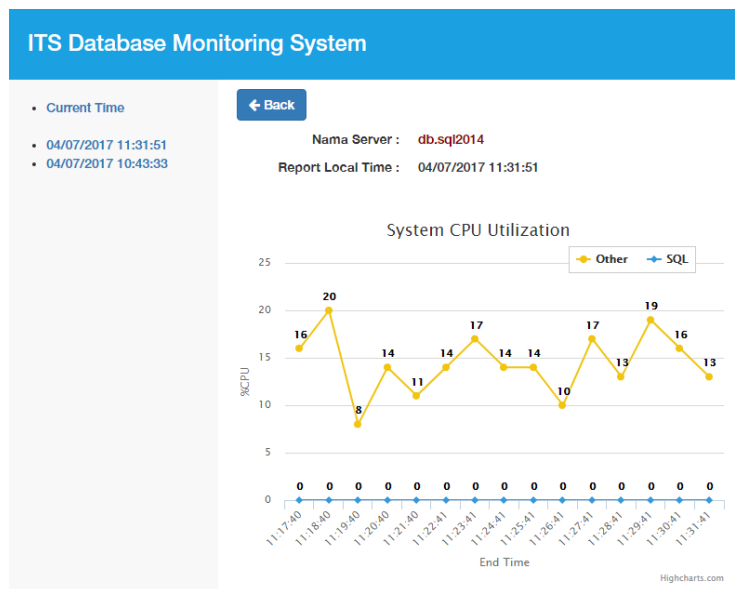 ITS Database Monitoring System
Current Time
04/07/2017 11:31:51
04/07/2017 10:43:33
Back
Nama Server : db.sql2014
Report Local Time : 04/07/2017 11:31:51
System CPU Utilization
Other SQL
25
20
15
10
5
0
%CPU
16 20 8 14 11 14 17 14 14 10 17 13 19 16 13
0 0 0 0 0 0 0 0 0 0 0 0 0 0 0
11:17:40 11:18:40 11:19:40 11:20:40 11:21:40 11:22:41 11:23:41 11:24:41 11:25:41 11:26:41 11:27:41 11:28:41 11:29:41 11:30:41 11:31:41
End Time
Highcharts.com